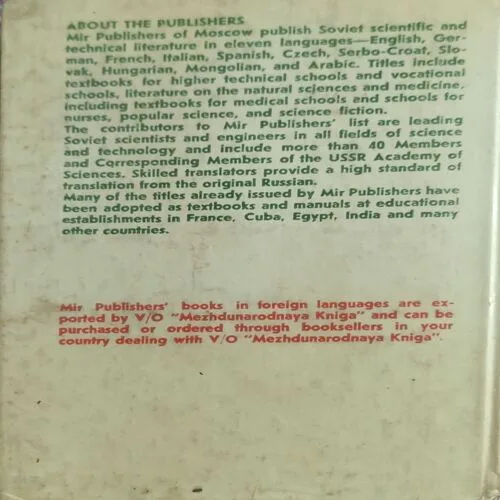 ABOUT THE PUBLISHERS
Mir Publishers of Moscow publish Soviet scientific and
technical literature in eleven languages—English, Ger-
man, French, Italian, Spanish, Czech, Serbo-Croat, Slo-
vak, Hungarian, Mongolian, and Arabic. Titles include
textbooks for higher technical schools and vocational
schools, literature on the natural sciences and medicine,
including textbooks for medical schools and schools for
nurses, popular science, and science fiction.
The contributors to Mir Publishers' list are leading
Soviet scientists and engineers in all fields of science
and technology and include more than 40 Members
and Corresponding Members of the USSR Academy of
Sciences. Skilled translators provide a high standard of
translation from the original Russian.
Many of the titles already issued by Mir Publishers have
been adopted as textbooks and manuals at educational
establishments in France, Cuba, Egypt, India and many
other countries.
Mir Publishers' books in foreign languages are ex-
ported by V/O "Mezhdunarodnaya Kniga" and can be
purchased or ordered through booksellers in your
country dealing with V/O "Mezhdunarodnaya Kniga".